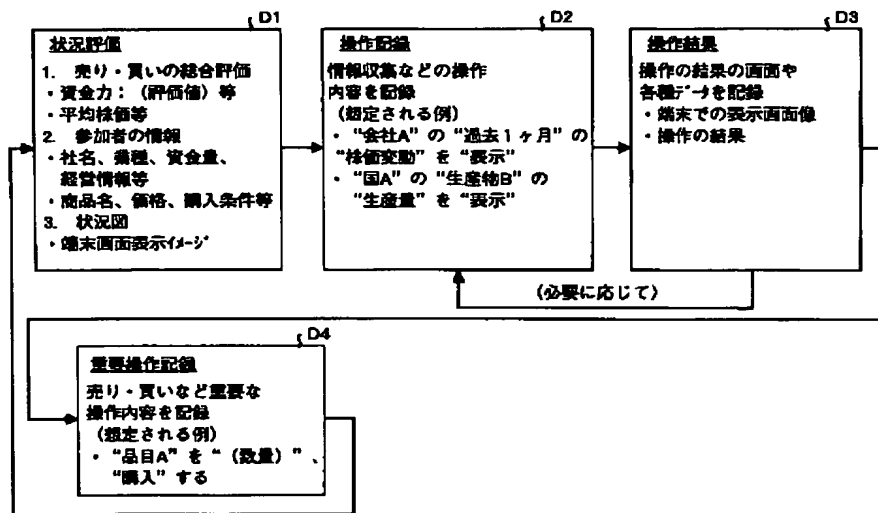 D1
状況評価
1. 売り・買いの総合評価
・資金力：（評価値）等
・平均株価等
2. 参加者の情報
・社名、業種、資金量、
経営情報等
・商品名、価格、購入条件等
3. 状況図
・端末画面表示ｲﾒｰｼﾞ
D2
操作記録
情報収集などの操作
内容を記録
（想定される例）
・“会社A”の“過去1ヶ月”の
“株価変動”を“表示”
・“国A”の“生産物B”の
“生産量”を“表示”
D3
操作結果
操作の結果の画面や
各種ﾃﾞｰﾀを記録
・端末での表示画面像
・操作の結果
（必要に応じて）
D4
重要操作記録
売り・買いなど重要な
操作内容を記録
（想定される例）
・“品目A”を“（数量）”、
“購入”する